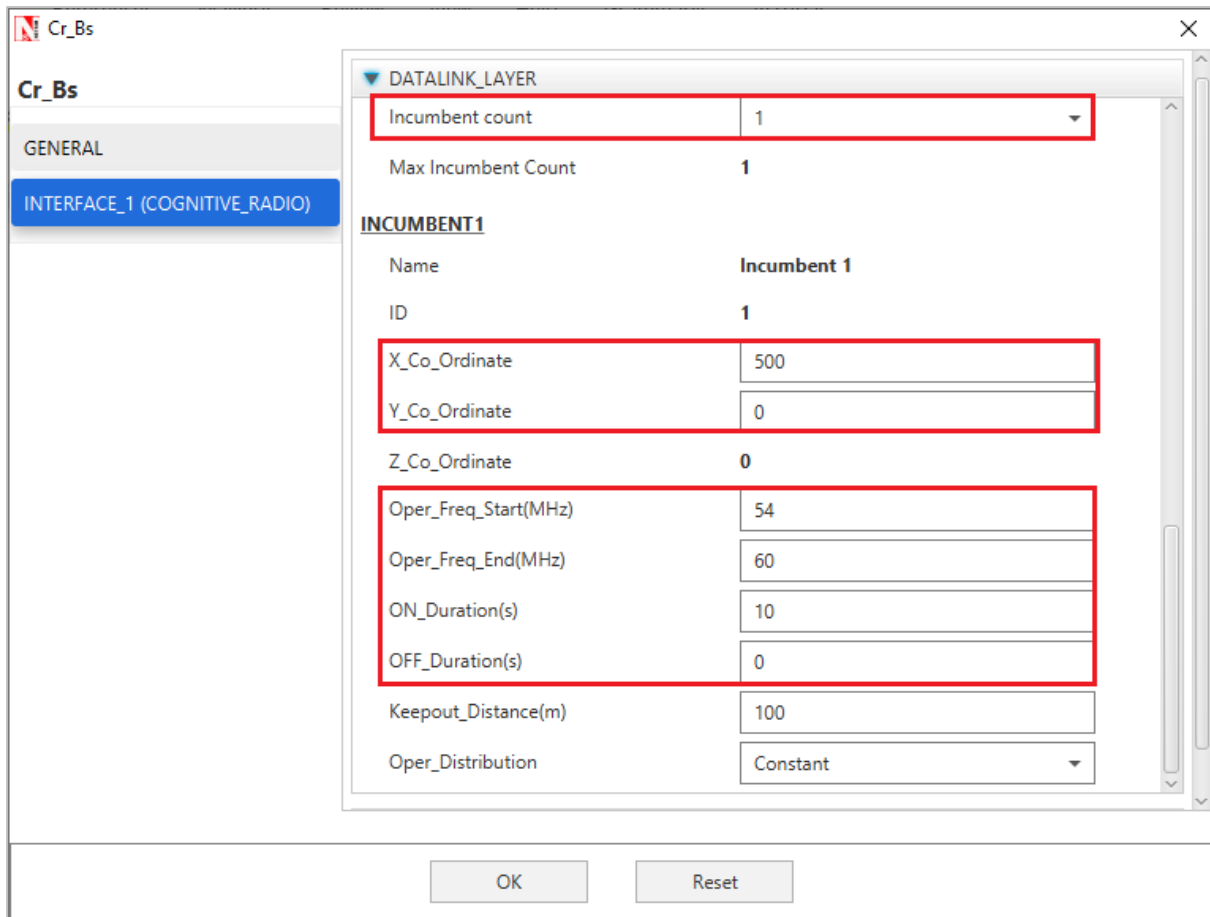 Cr_Bs
Cr_Bs
GENERAL
INTERFACE_1 (COGNITIVE_RADIO)
DATALINK_LAYER
Incumbent count 1
Max Incumbent Count 1
INCUMBENT1
Name Incumbent 1
ID 1
X_Co_Ordinate 500
Y_Co_Ordinate 0
Z_Co_Ordinate 0
Oper_Freq_Start(MHz) 54
Oper_Freq_End(MHz) 60
ON_Duration(s) 10
OFF_Duration(s) 0
Keepout_Distance(m) 100
Oper_Distribution Constant
OK Reset